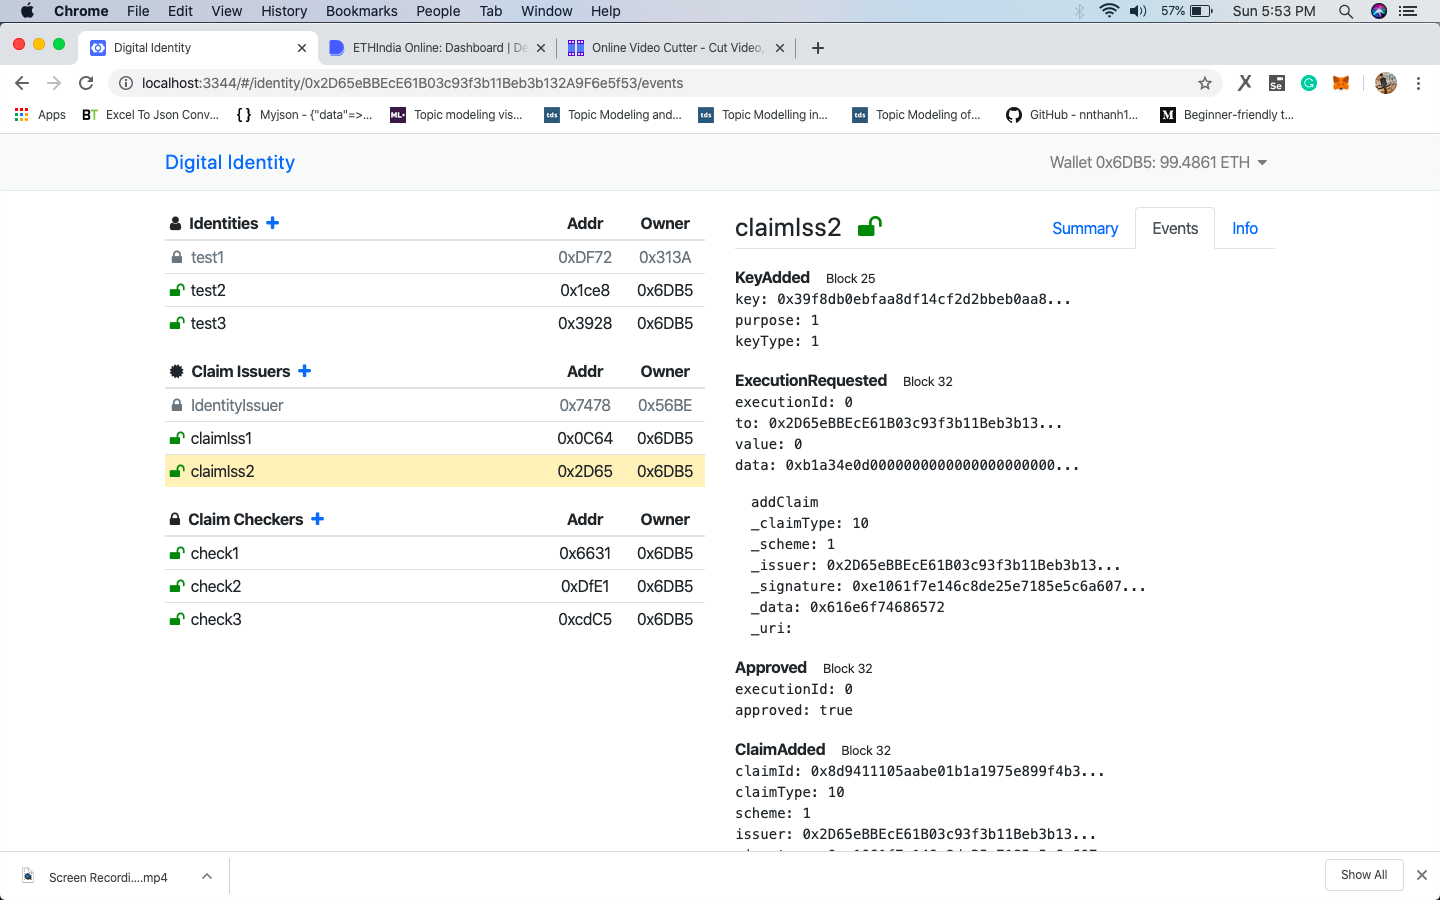 Chrome File Edit View History Bookmarks People Tab Window Help 57% Sun 5:53 PM
Digital Identity ETHIndia Online: Dashboard | De Online Video Cutter - Cut Video,
localhost:3344/#/identity/0x2D65eBBEcE61B03c93f3b11Beb3b132A9F6e5f53/events
Apps BT Excel To Json Conv... {} Myjson - {"data"=>... ML+ Topic modeling vis... tds Topic Modeling and... tds Topic Modelling in... tds Topic Modeling of... GitHub - nnthanh1... M Beginner-friendly t...
Digital Identity Wallet 0x6DB5: 99.4861 ETH
Identities + Addr Owner
test1 0xDF72 0x313A
test2 0x1ce8 0x6DB5
test3 0x3928 0x6DB5
Claim Issuers + Addr Owner
IdentityIssuer 0x7478 0x56BE
claimIss1 0x0C64 0x6DB5
claimIss2 0x2D65 0x6DB5
Claim Checkers + Addr Owner
check1 0x6631 0x6DB5
check2 0xDfE1 0x6DB5
check3 0xcdC5 0x6DB5
claimIss2 Summary Events Info
KeyAdded Block 25
key: 0x39f8db0ebfaa8df14cf2d2bbeb0aa8...
purpose: 1
keyType: 1
ExecutionRequested Block 32
executionId: 0
to: 0x2D65eBBEcE61B03c93f3b11Beb3b13...
value: 0
data: 0xb1a34e0d0000000000000000000000...
addClaim
_claimType: 10
_scheme: 1
_issuer: 0x2D65eBBEcE61B03c93f3b11Beb3b13...
_signature: 0xe1061f7e146c8de25e7185e5c6a607...
_data: 0x616e6f74686572
_uri:
Approved Block 32
executionId: 0
approved: true
ClaimAdded Block 32
claimId: 0x8d9411105aabe01b1a1975e899f4b3...
claimType: 10
scheme: 1
issuer: 0x2D65eBBEcE61B03c93f3b11Beb3b13...
Screen Recordi....mp4 Show All